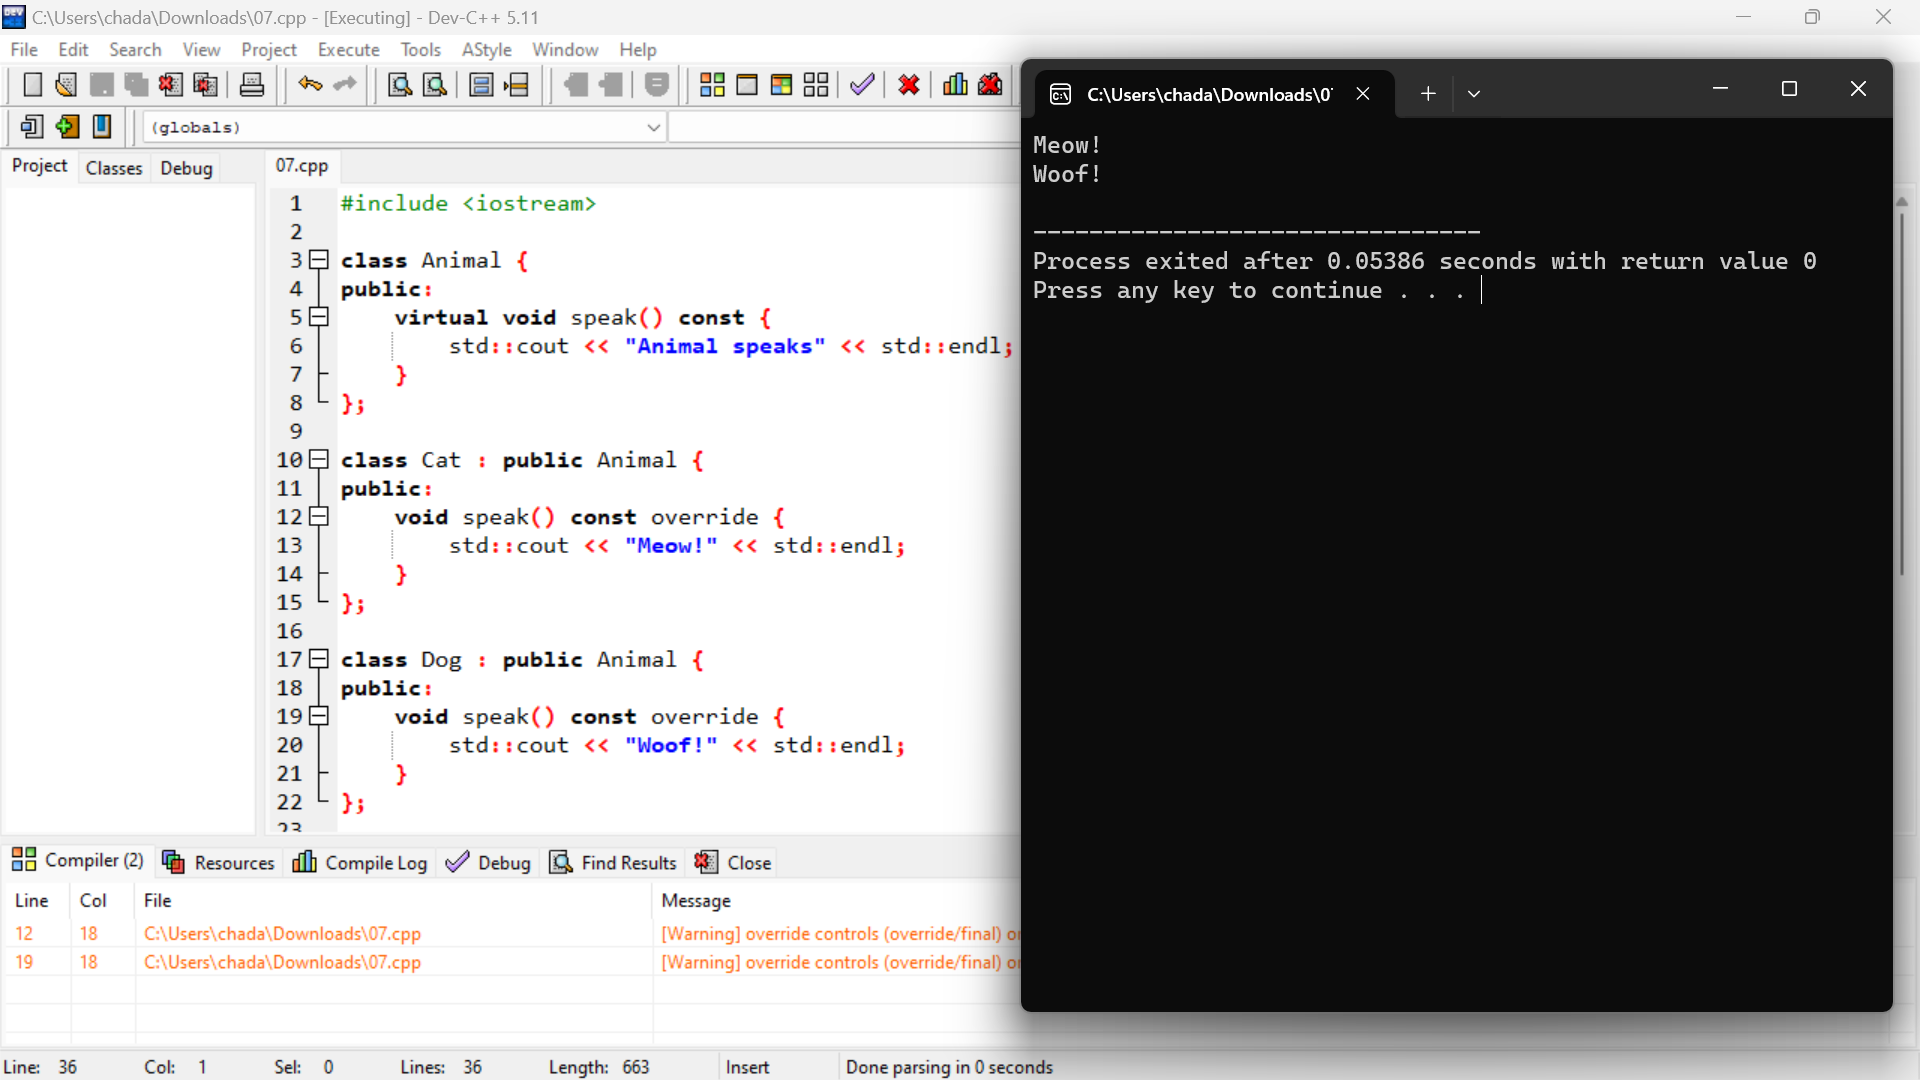 C:\Users\chada\Downloads\07.cpp - [Executing] - Dev-C++ 5.11
File Edit Search View Project Execute Tools AStyle Window Help
(globals)
Project Classes Debug
07.cpp
1 #include <iostream>
2
3 class Animal {
4 public:
5 virtual void speak() const {
6 std::cout << "Animal speaks" << std::endl;
7 }
8 };
9
10 class Cat : public Animal {
11 public:
12 void speak() const override {
13 std::cout << "Meow!" << std::endl;
14 }
15 };
16
17 class Dog : public Animal {
18 public:
19 void speak() const override {
20 std::cout << "Woof!" << std::endl;
21 }
22 };
23
C:\Users\chada\Downloads\0
Meow!
Woof!
--------------------------------
Process exited after 0.05386 seconds with return value 0
Press any key to continue . . .
Compiler (2) Resources Compile Log Debug Find Results Close
Line Col File Message
12 18 C:\Users\chada\Downloads\07.cpp [Warning] override controls (override/final)
19 18 C:\Users\chada\Downloads\07.cpp [Warning] override controls (override/final)
Line: 36 Col: 1 Sel: 0 Lines: 36 Length: 663 Insert Done parsing in 0 seconds